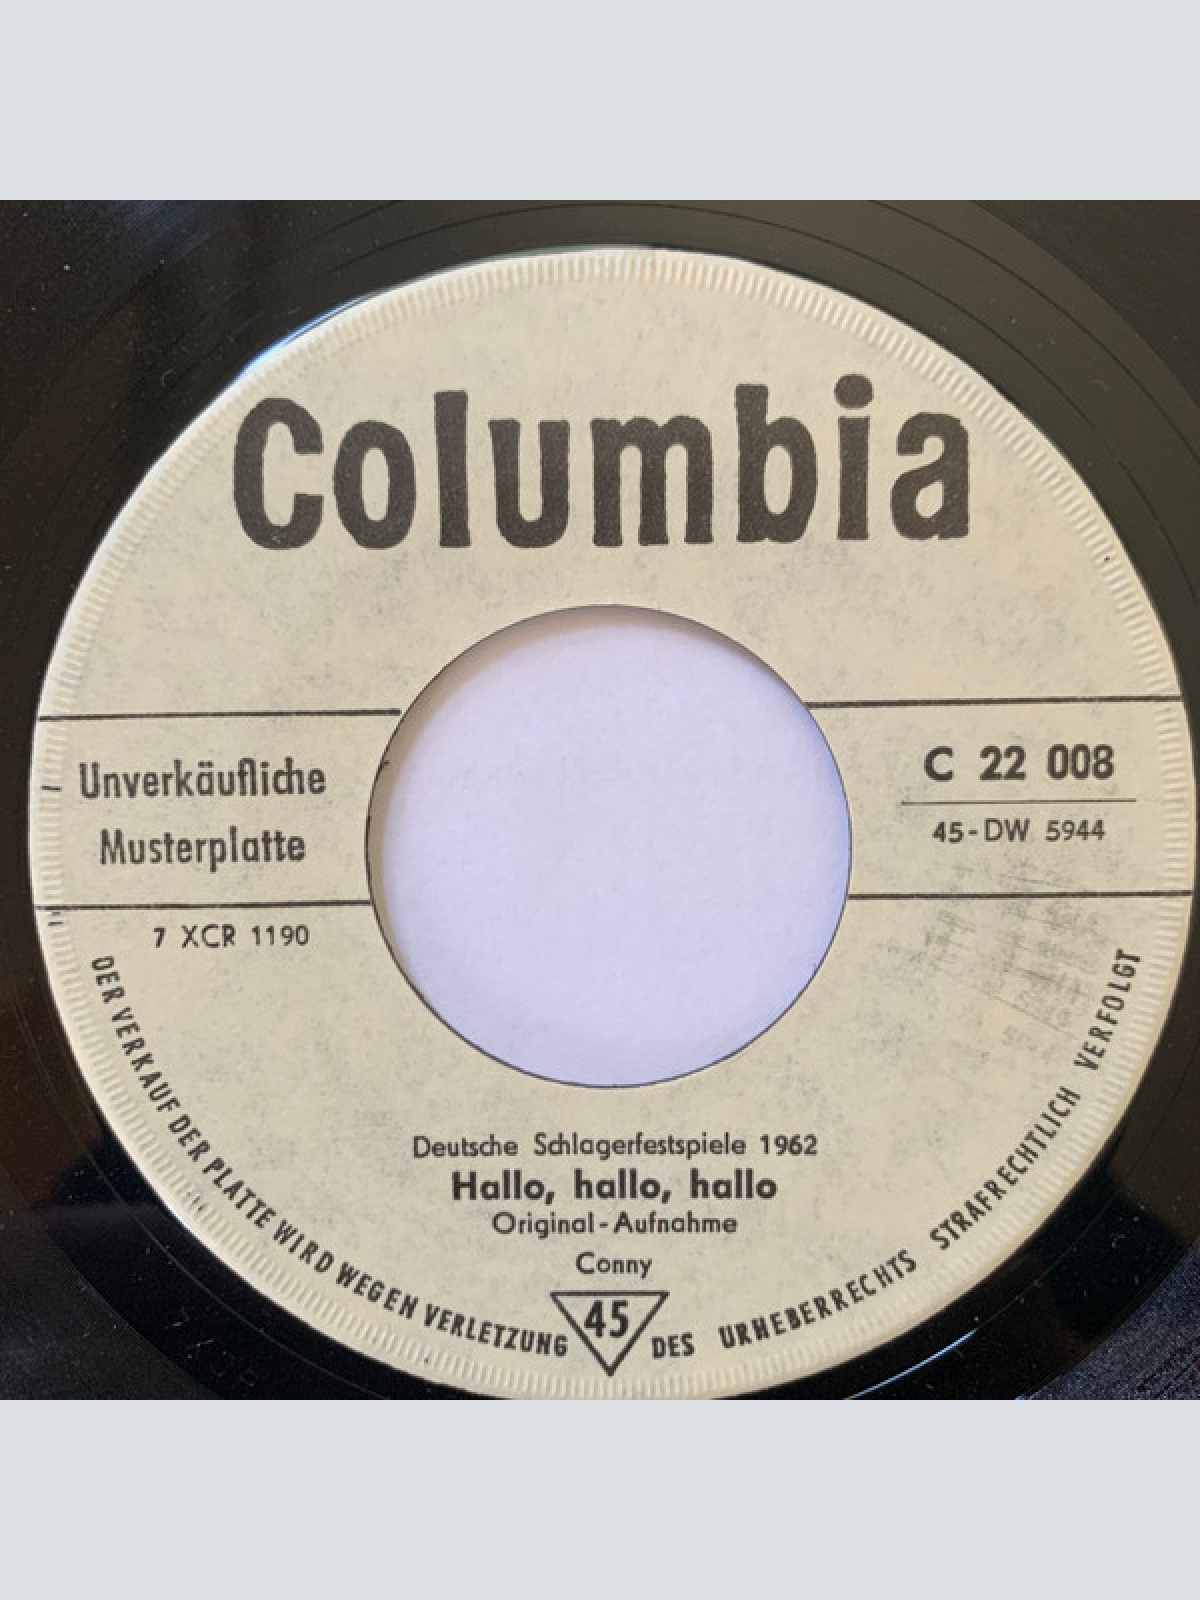 Columbia
Unverkäufliche
Musterplatte
C 22 008
45-DW 5944
7 XCR 1190
Deutsche Schlagerfestspiele 1962
Hallo, hallo, hallo
Original-Aufnahme
Conny
45
DER VERKAUF DER PLATTE WIRD WEGEN VERLETZUNG DES URHEBERRECHTS STRAFRECHTLICH VERFOLGT